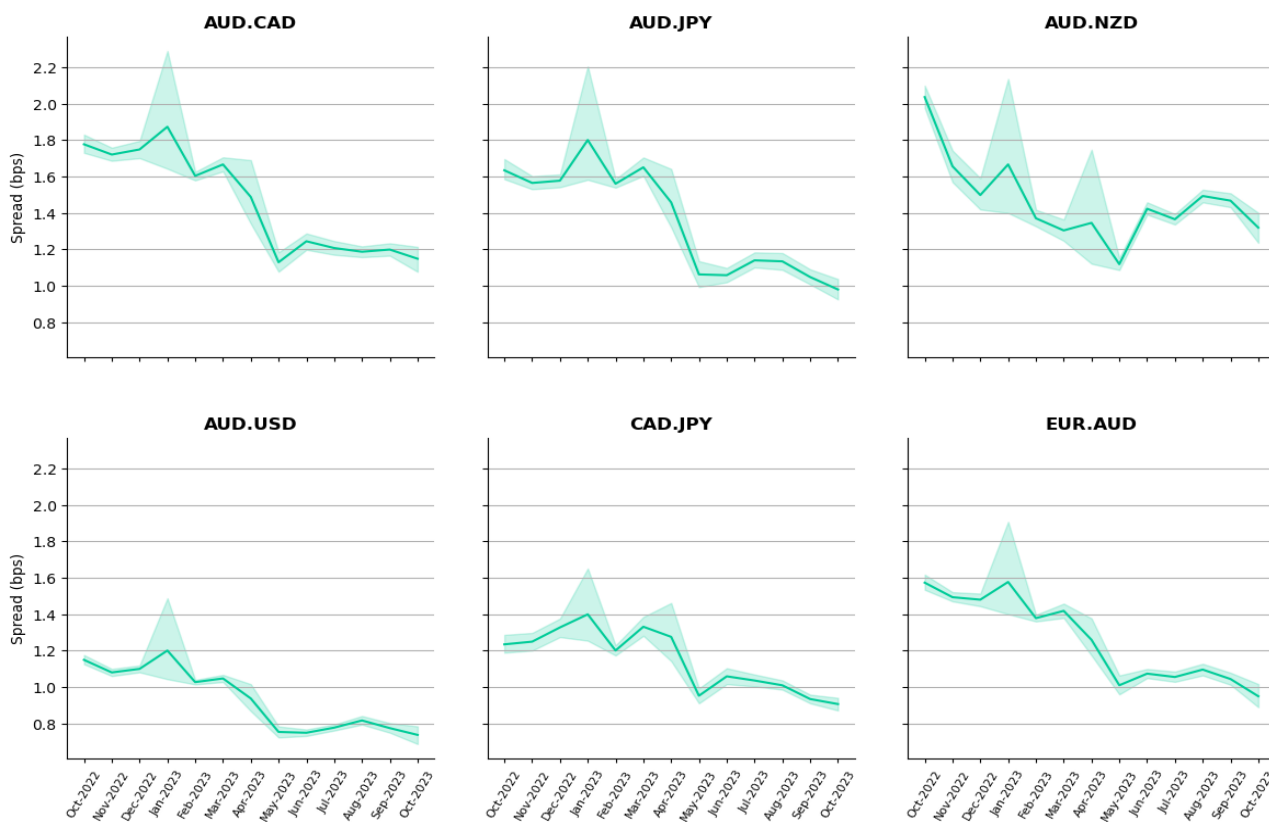 AUD.CAD
AUD.JPY
AUD.NZD
Spread (bps)
2.2
2.0
1.8
1.6
1.4
1.2
1.0
0.8
AUD.USD
CAD.JPY
EUR.AUD
Spread (bps)
2.2
2.0
1.8
1.6
1.4
1.2
1.0
0.8
Oct-2022
Nov-2022
Dec-2022
Jan-2023
Feb-2023
Mar-2023
Apr-2023
May-2023
Jun-2023
Jul-2023
Aug-2023
Sep-2023
Oct-2023
Oct-2022
Nov-2022
Dec-2022
Jan-2023
Feb-2023
Mar-2023
Apr-2023
May-2023
Jun-2023
Jul-2023
Aug-2023
Sep-2023
Oct-2023
Oct-2022
Nov-2022
Dec-2022
Jan-2023
Feb-2023
Mar-2023
Apr-2023
May-2023
Jun-2023
Jul-2023
Aug-2023
Sep-2023
Oct-2023